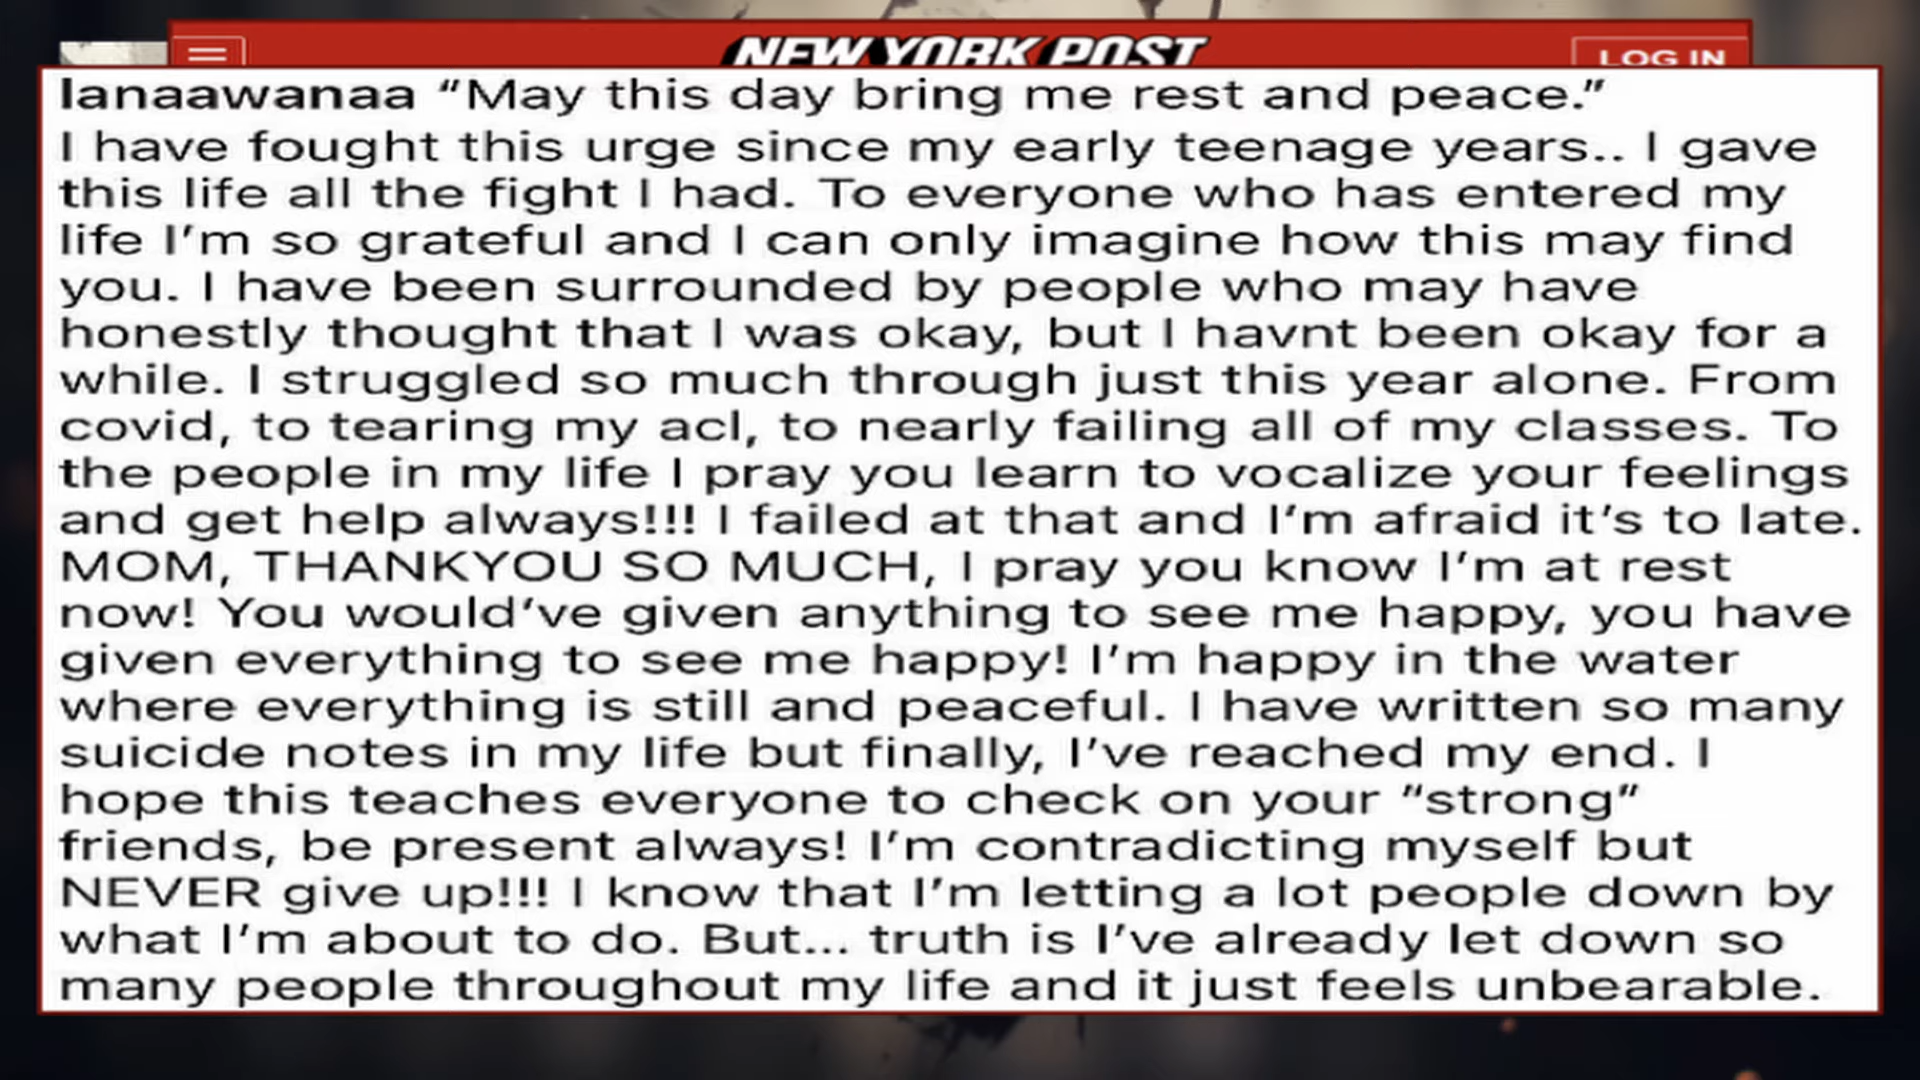 NEW YORK POST
LOG IN
lanaawanaa “May this day bring me rest and peace.”
I have fought this urge since my early teenage years.. I gave
this life all the fight I had. To everyone who has entered my
life I’m so grateful and I can only imagine how this may find
you. I have been surrounded by people who may have
honestly thought that I was okay, but I havnt been okay for a
while. I struggled so much through just this year alone. From
covid, to tearing my acl, to nearly failing all of my classes. To
the people in my life I pray you learn to vocalize your feelings
and get help always!!! I failed at that and I’m afraid it’s to late.
MOM, THANKYOU SO MUCH, I pray you know I’m at rest
now! You would’ve given anything to see me happy, you have
given everything to see me happy! I’m happy in the water
where everything is still and peaceful. I have written so many
suicide notes in my life but finally, I’ve reached my end. I
hope this teaches everyone to check on your “strong”
friends, be present always! I’m contradicting myself but
NEVER give up!!! I know that I’m letting a lot people down by
what I’m about to do. But... truth is I’ve already let down so
many people throughout my life and it just feels unbearable.